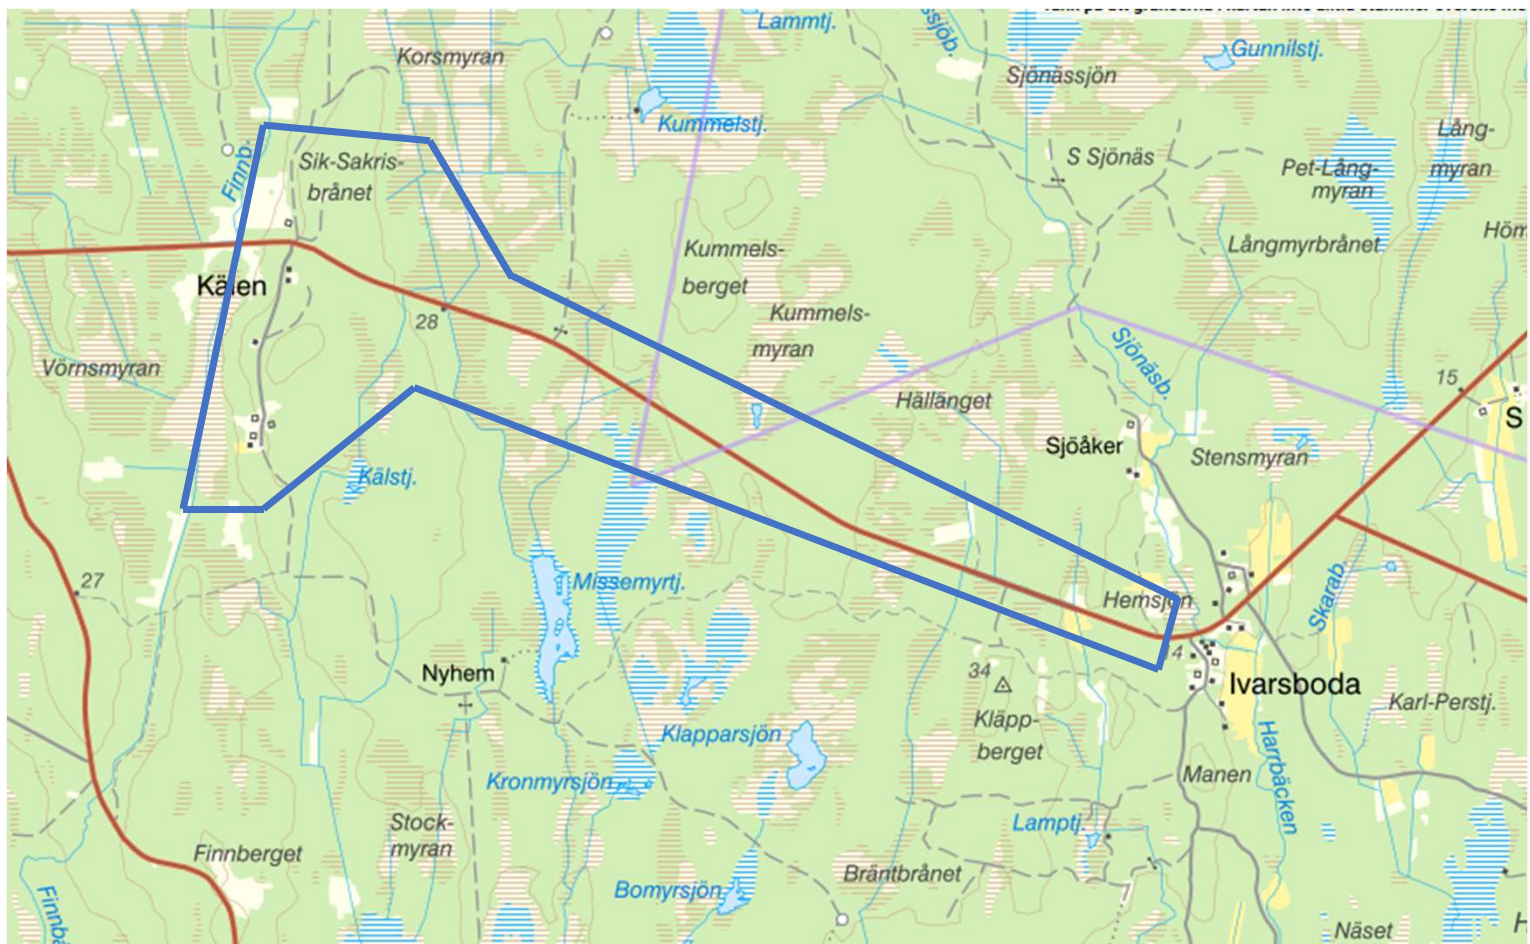 Lammtj.
Korsmyran
Sjönässjön
Gunnilstj.
Kummelstj.
Lång-
myran
Finnb.
Sik-Sakris-
brånet
S Sjönäs
Pet-Lång-
myran
Långmyrbrånet
Kummels-
berget
Kälen
28
Kummels-
myran
Vörnsmyran
Sjönäsb.
15
Hällänget
S
Sjöåker
Stensmyran
Kälstj.
27
Missemyrtj.
Hemsjön
Skarab.
Nyhem
34
Ivarsboda
Klapparsjön
Kläpp-
berget
Karl-Perstj.
Kronmyrsjön
Manen
Harrbäcken
Stock-
myran
Lamptj.
Finnberget
Bomyrsjön
Bräntbrånet
Näset